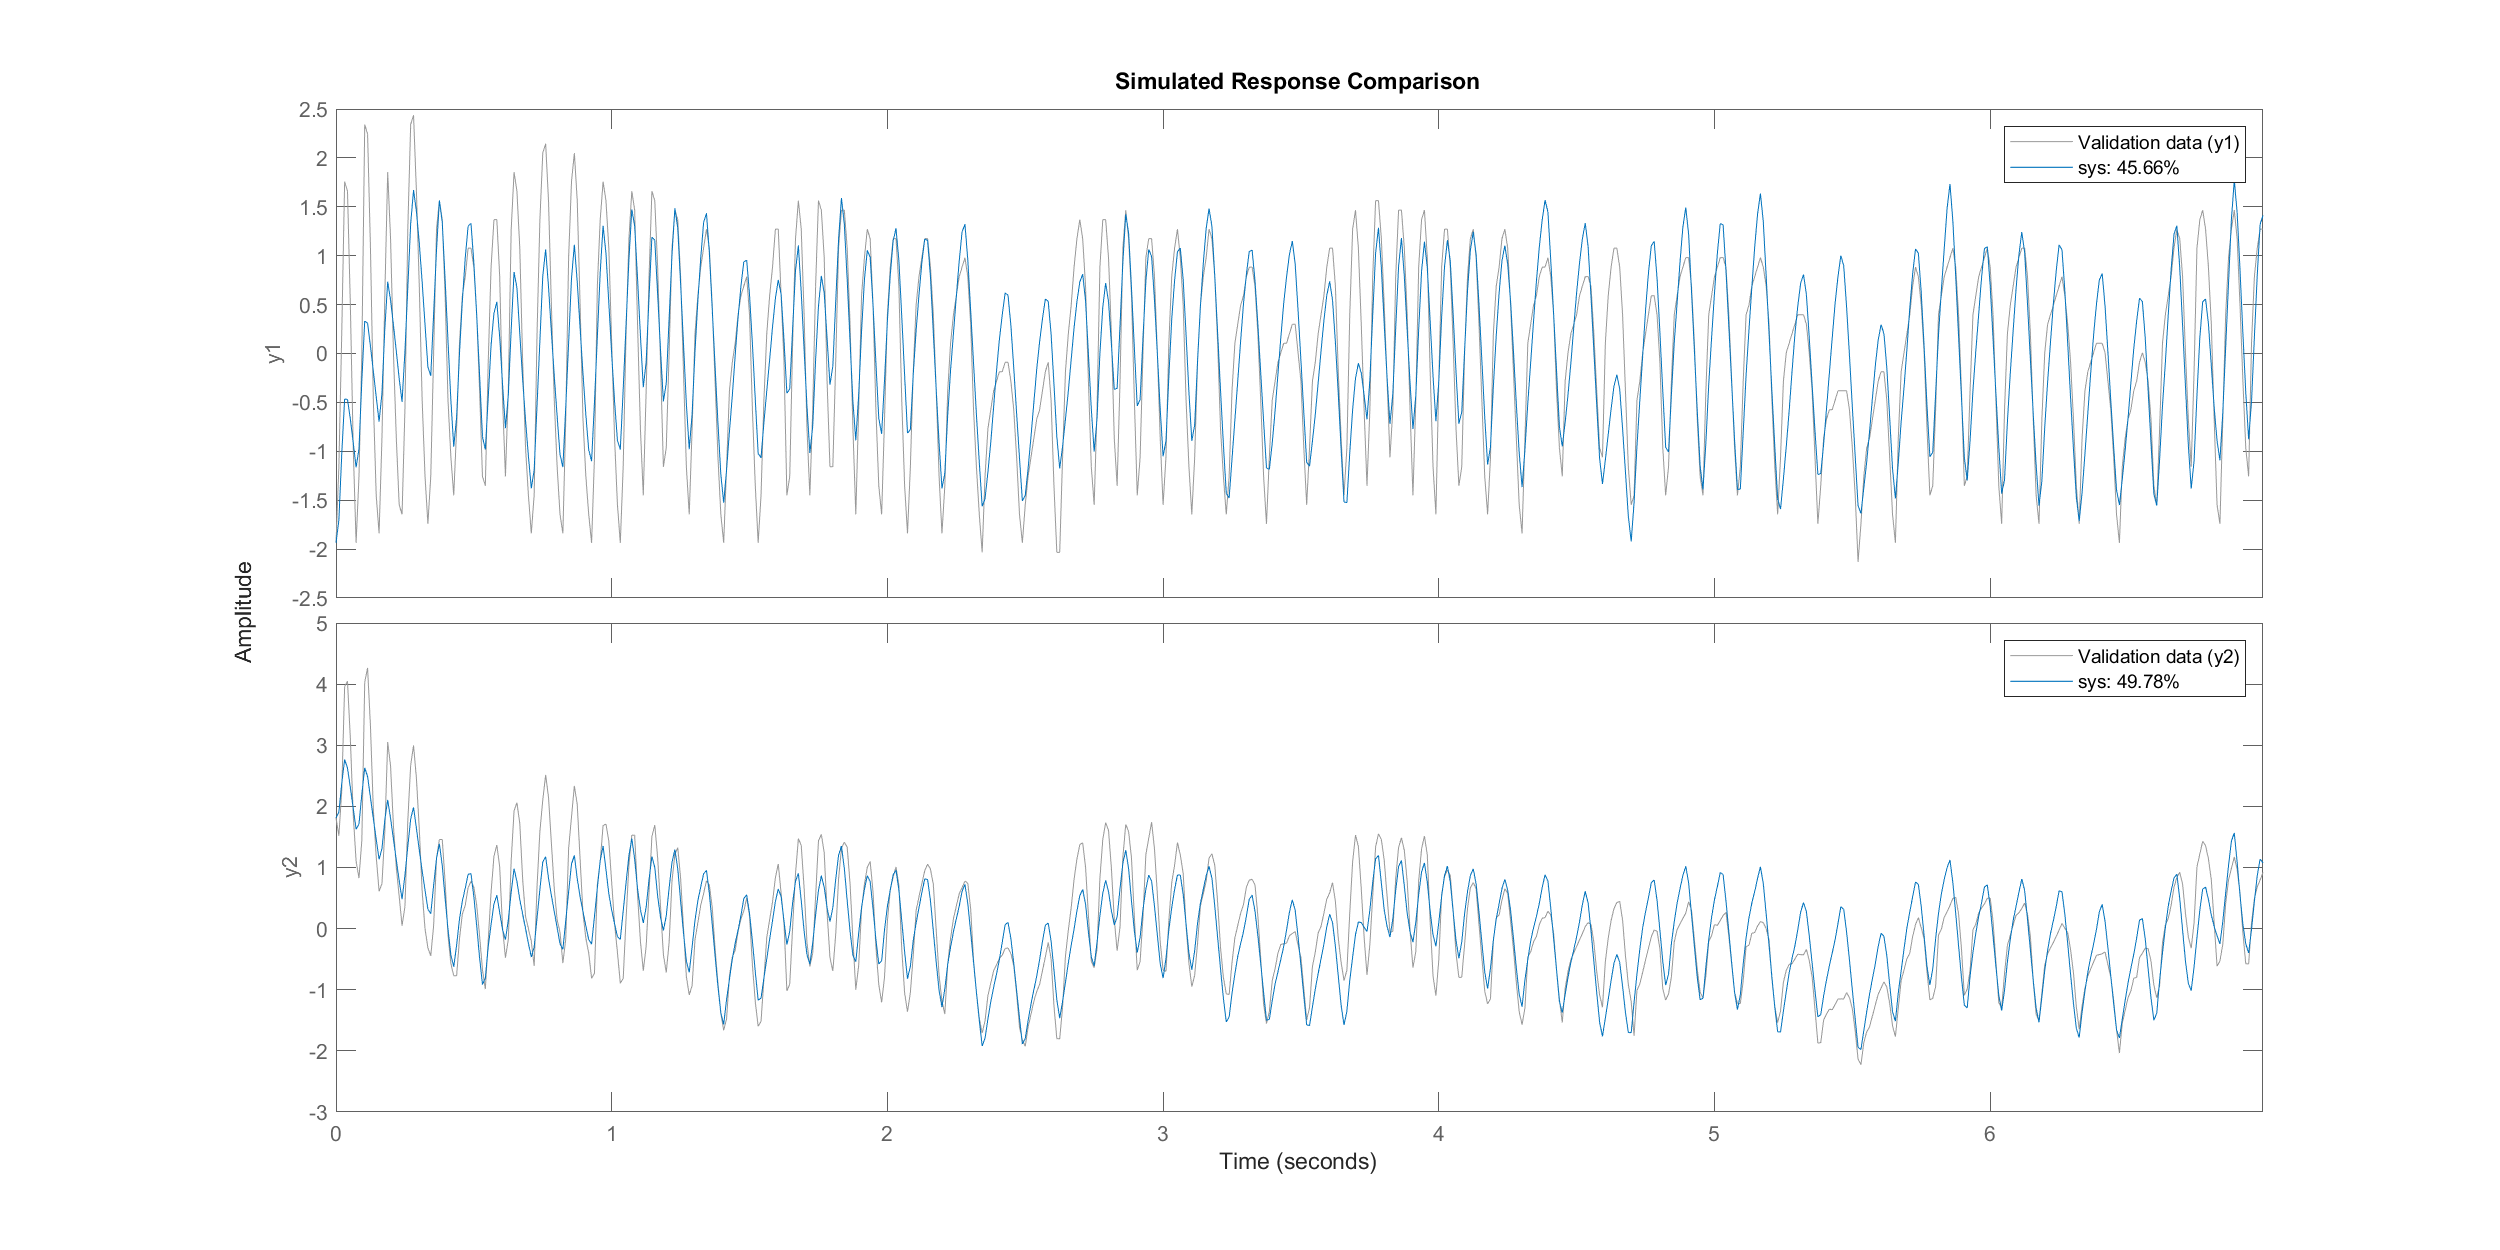 Simulated Response Comparison
2.5
2
1.5
1
0.5
0
-0.5
-1
-1.5
-2
-2.5
y1
Validation data (y1)
sys: 45.66%
Amplitude
5
4
3
2
1
0
-1
-2
-3
y2
Validation data (y2)
sys: 49.78%
0 1 2 3 4 5 6
Time (seconds)